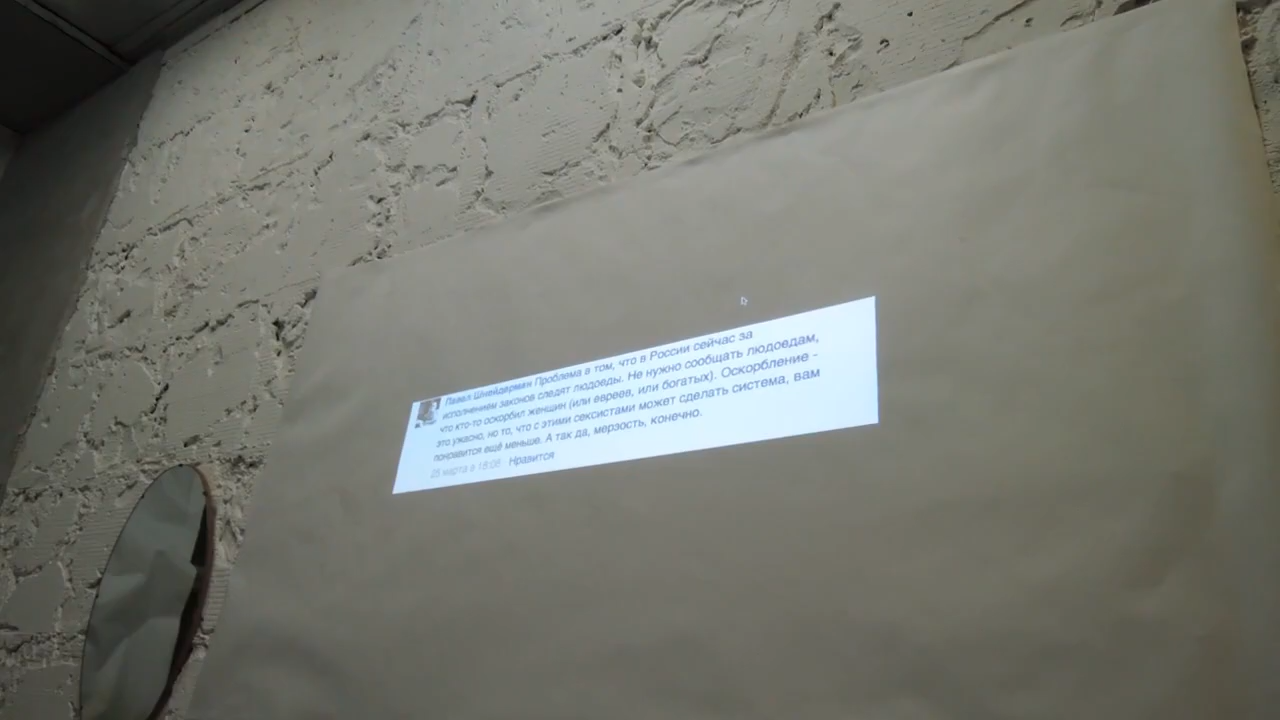 Павел Шнейдерман Проблема в том, что в России сейчас за
исполнением законов следят людоеды. Не нужно сообщать людоедам,
что кто-то оскорбил женщин (или евреев, или богатых). Оскорбление -
это ужасно, но то, что с этими сексистами может сделать система, вам
понравится ещё меньше. А так да, мерзость, конечно.
25 марта в 16:08 Нравится